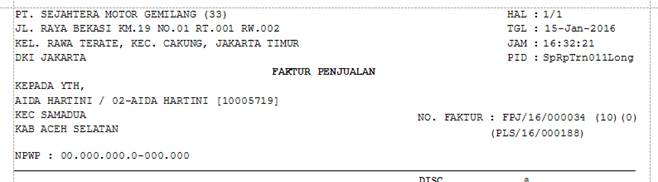 PT. SEJAHTERA MOTOR GEMILANG (33) HAL : 1/1
JL. RAYA BEKASI KM.19 NO.01 RT.001 RW.002 TGL : 15-Jan-2016
KEL. RAWA TERATE, KEC. CAKUNG, JAKARTA TIMUR JAM : 16:32:21
DKI JAKARTA PID : SpRpTrn011Long
FAKTUR PENJUALAN
KEPADA YTH,
AIDA HARTINI / 02-AIDA HARTINI [10005719]
KEC SAMADUA NO. FAKTUR : FPJ/16/000034 (10)(0)
KAB ACEH SELATAN (PLS/16/000188)
NPWP : 00.000.000.0-000.000
DISC